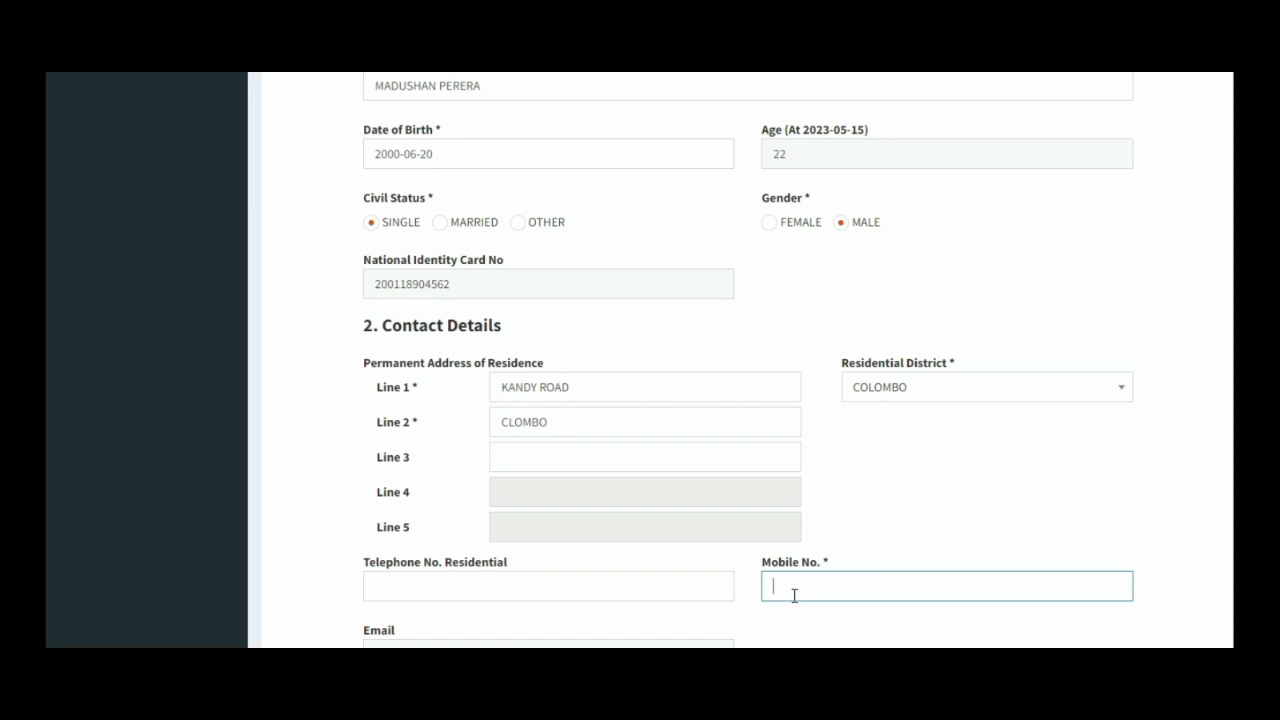 MADUSHAN PERERA
Date of Birth * Age (At 2023-05-15)
2000-06-20 22
Civil Status * Gender *
SINGLE MARRIED OTHER FEMALE MALE
National Identity Card No
200118904562
2. Contact Details
Permanent Address of Residence Residential District *
Line 1 * KANDY ROAD COLOMBO
Line 2 * CLOMBO
Line 3
Line 4
Line 5
Telephone No. Residential Mobile No. *
Email